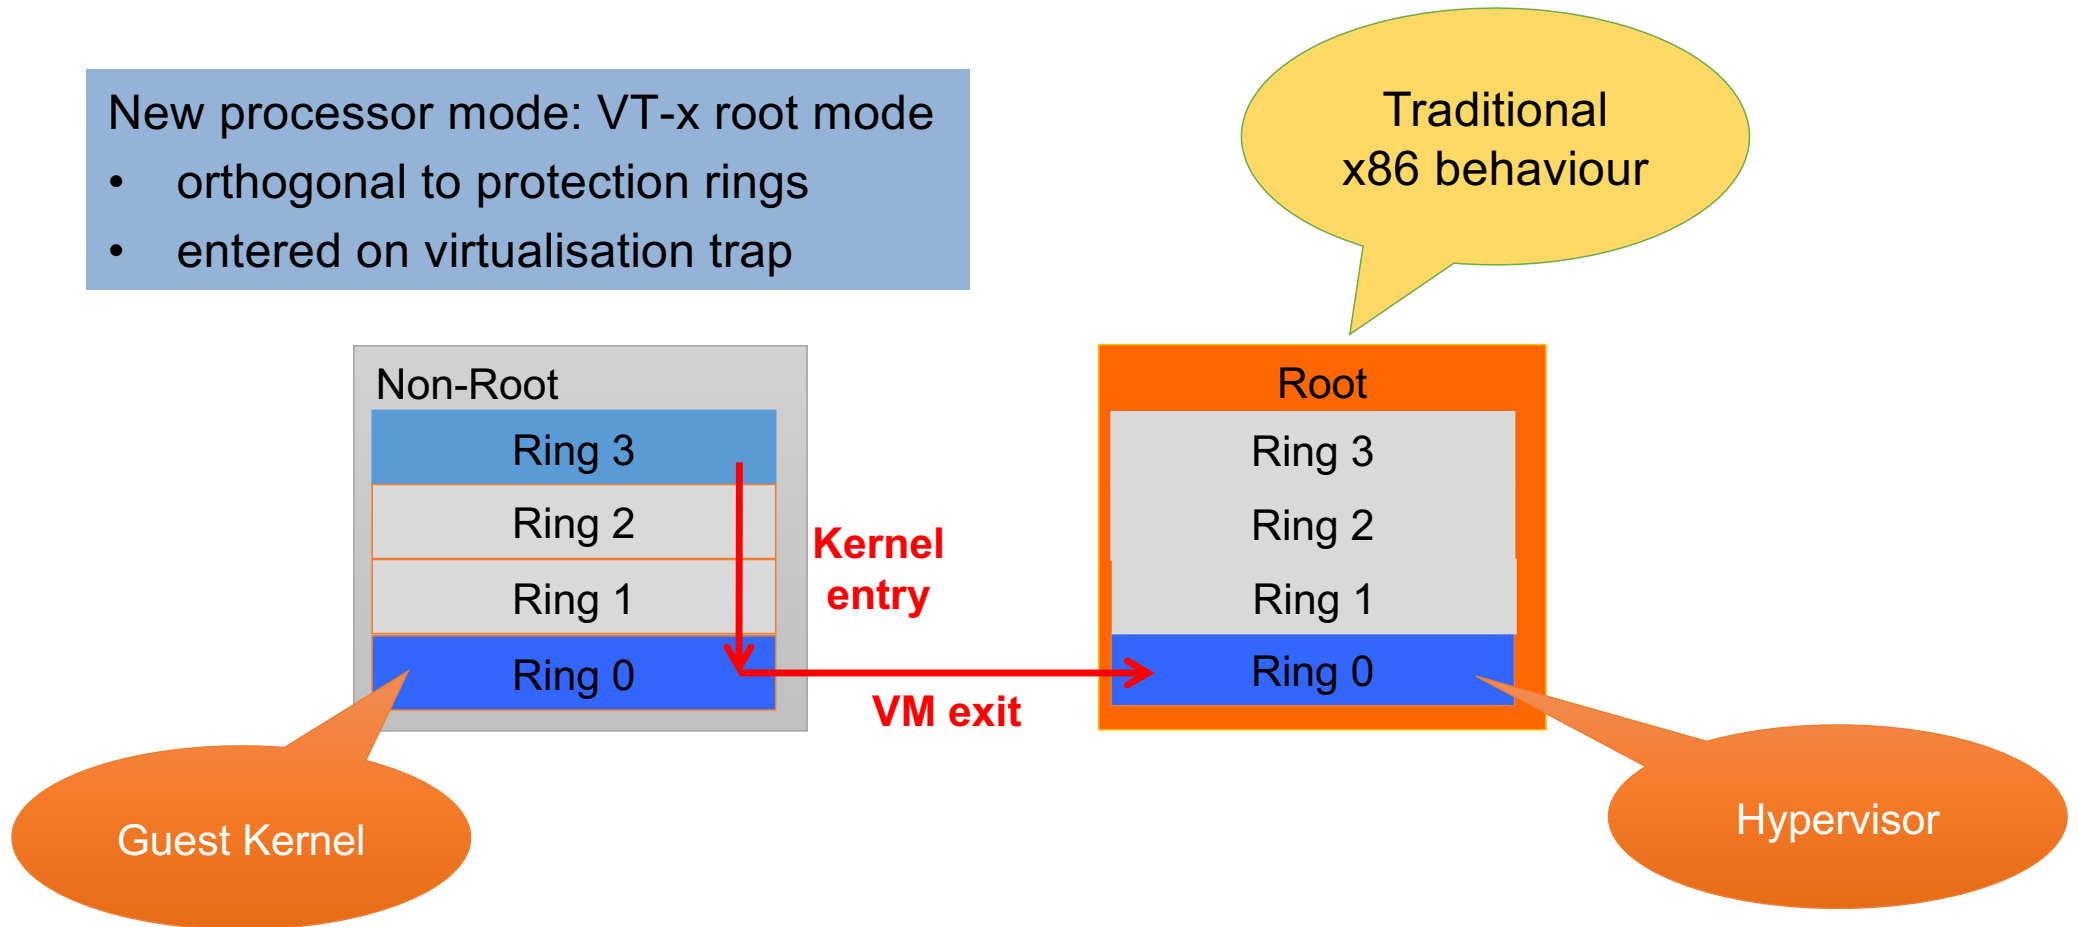 New processor mode: VT-x root mode
• orthogonal to protection rings
• entered on virtualisation trap
Traditional
x86 behaviour
Non-Root
Ring 3
Ring 2
Ring 1
Ring 0
Kernel
entry
VM exit
Root
Ring 3
Ring 2
Ring 1
Ring 0
Guest Kernel
Hypervisor